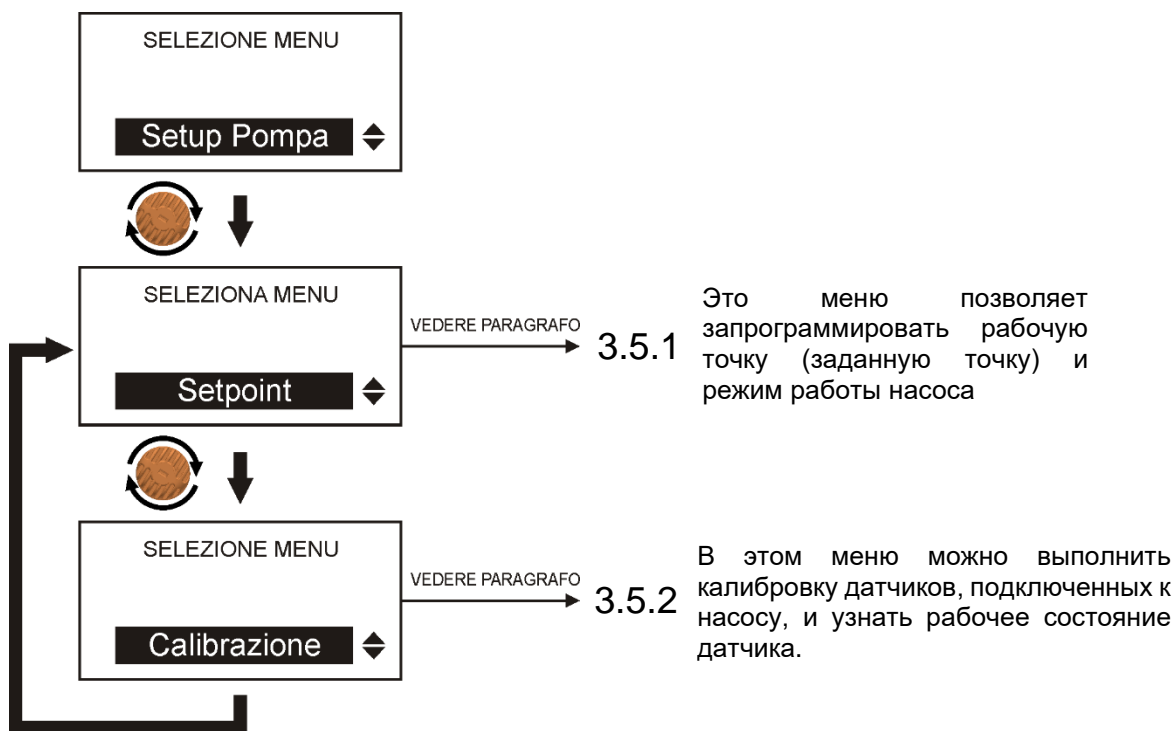 SELEZIONE MENU
Setup Pompa
SELEZIONA MENU
Setpoint
VEDERE PARAGRAFO
3.5.1
Это меню позволяет
запрограммировать рабочую
точку (заданную точку) и
режим работы насоса
SELEZIONE MENU
Calibrazione
VEDERE PARAGRAFO
3.5.2
В этом меню можно выполнить
калибровку датчиков, подключенных к
насосу, и узнать рабочее состояние
датчика.